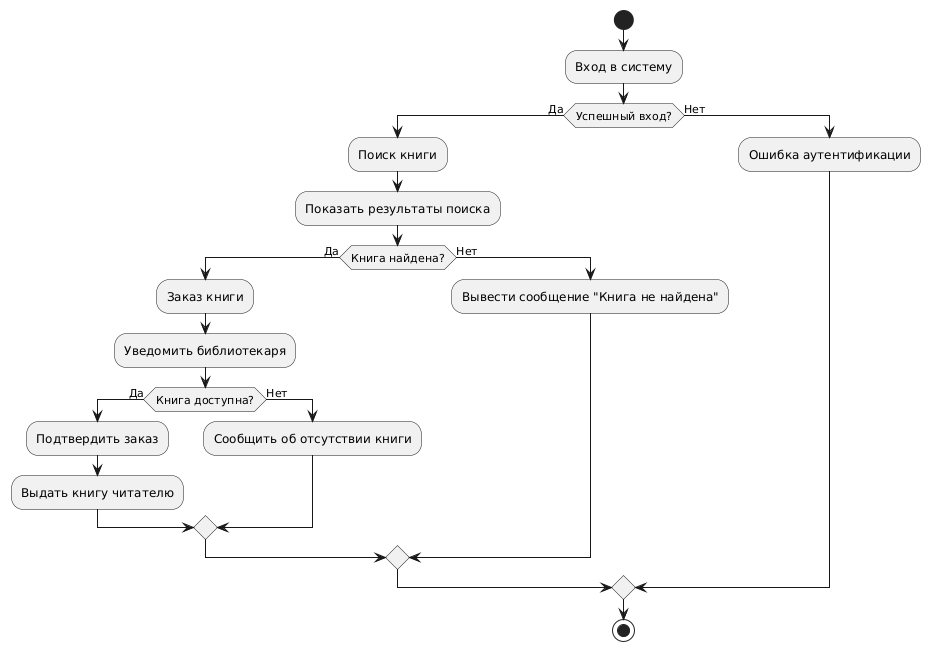 Вход в систему
Да
Успешный вход?
Нет
Поиск книги
Ошибка аутентификации
Показать результаты поиска
Да
Книга найдена?
Нет
Заказ книги
Вывести сообщение "Книга не найдена"
Уведомить библиотекаря
Да
Книга доступна?
Нет
Подтвердить заказ
Сообщить об отсутствии книги
Выдать книгу читателю